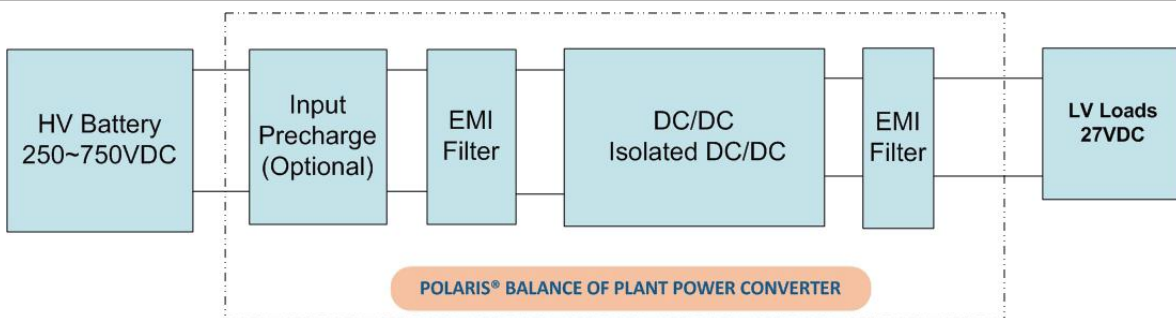 HV Battery
250~750VDC
Input
Precharge
(Optional)
EMI
Filter
DC/DC
Isolated DC/DC
EMI
Filter
LV Loads
27VDC
POLARIS® BALANCE OF PLANT POWER CONVERTER